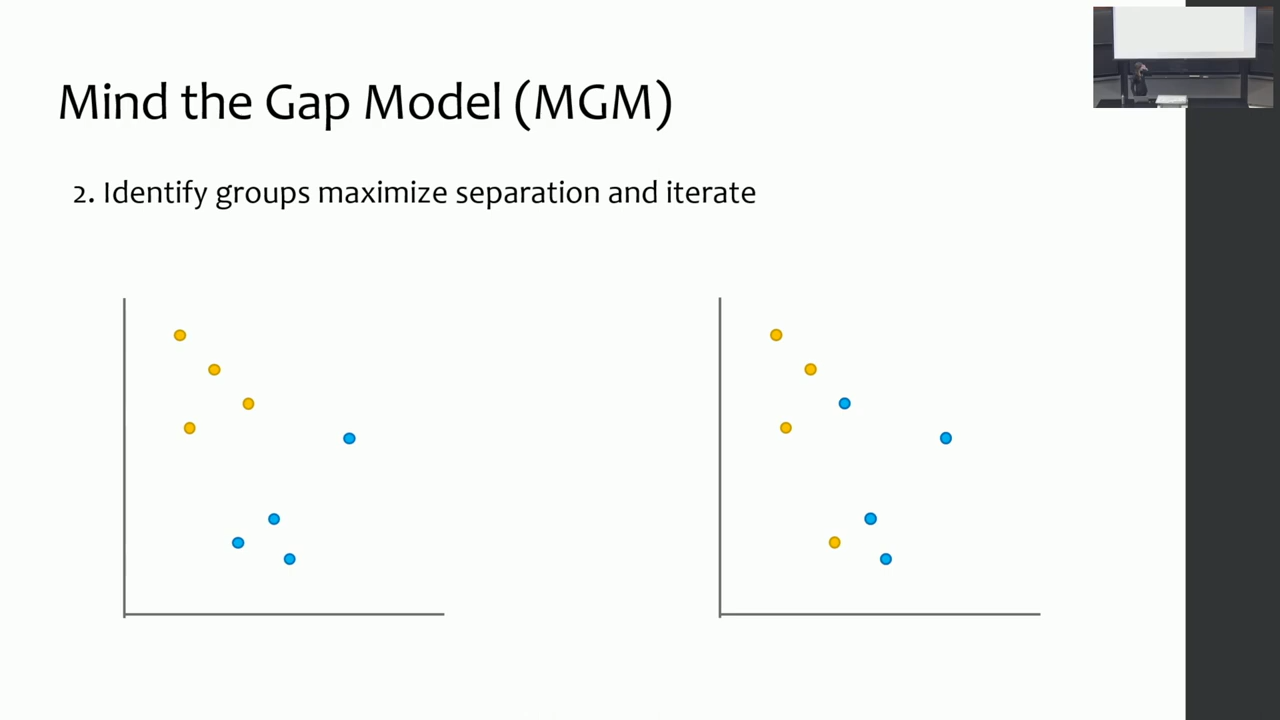 Mind the Gap Model (MGM)
2. Identify groups maximize separation and iterate